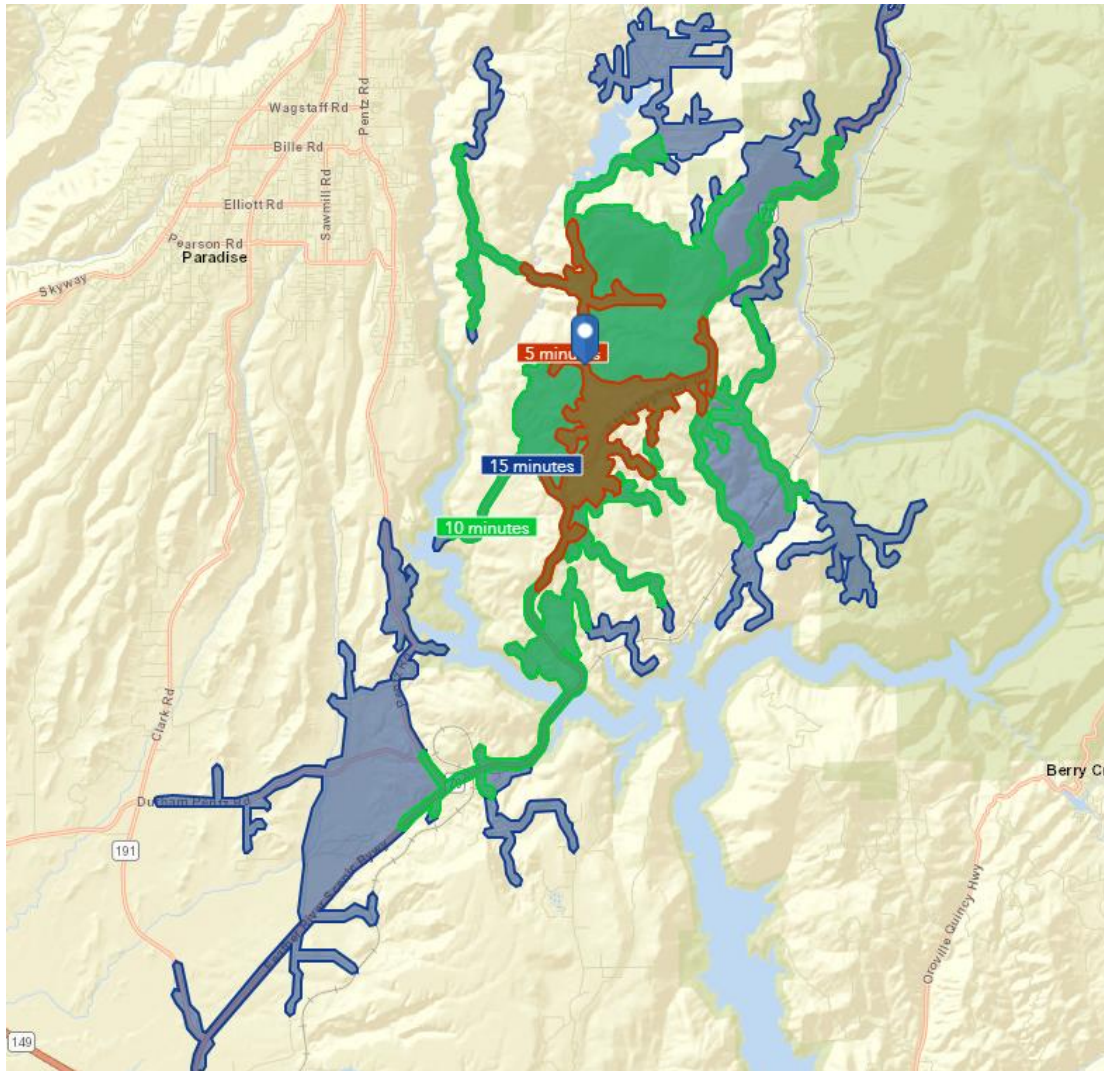 Wagstaff Rd
Pentz Rd
Bille Rd
Elliott Rd
Sawmill Rd
Pearson Rd
Paradise
Skyway
70
5 minutes
15 minutes
10 minutes
Clark Rd
191
149
Berry Cr
Oroville Quincy Hwy